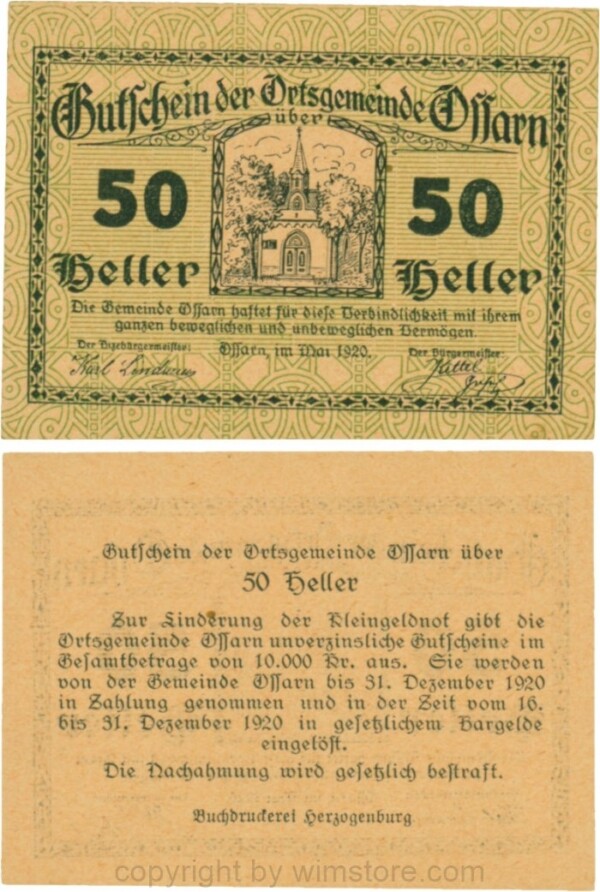 Gutschein der Ortsgemeinde Ossarn
über
50 50
Heller Heller
Die Gemeinde Ossarn haftet für diese Verbindlichkeit mit ihrem
ganzen beweglichen und unbeweglichen Vermögen.
Der Vizebürgermeister: Ossarn, im Mai 1920. Der Bürgermeister:
Karl
Gutschein der Ortsgemeinde Ossarn über
50 Heller
Zur Linderung der Kleingeldnot gibt die
Ortsgemeinde Ossarn unverzinsliche Gutscheine im
Gesamtbetrage von 10.000 Kr. aus. Sie werden
von der Gemeinde Ossarn bis 31. Dezember 1920
in Zahlung genommen und in der Zeit vom 16.
bis 31. Dezember 1920 in gesetzlichem Bargelde
eingelöst.
Die Nachahmung wird gesetzlich bestraft.
Buchdruckerei Herzogenburg
copyright by wimstore.com